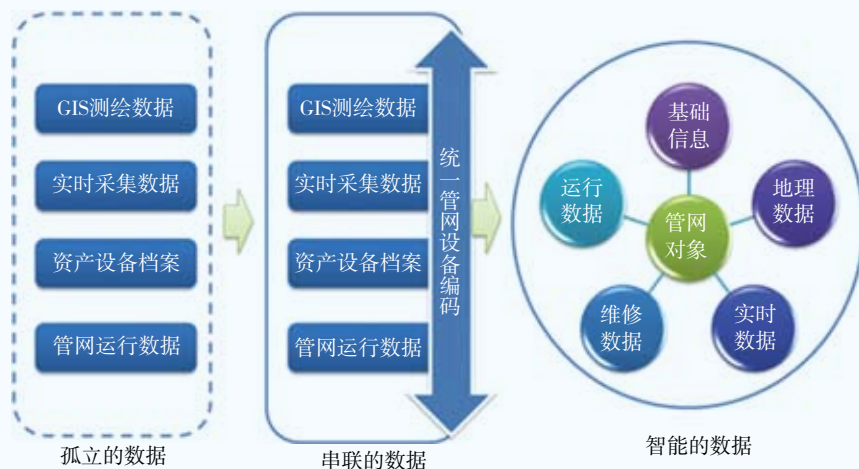 GIS测绘数据
实时采集数据
资产设备档案
管网运行数据
孤立的数据
GIS测绘数据
实时采集数据
资产设备档案
管网运行数据
统一管网设备编码
串联的数据
基础
信息
运行
数据
地理
数据
管网
对象
维修
数据
实时
数据
智能的数据